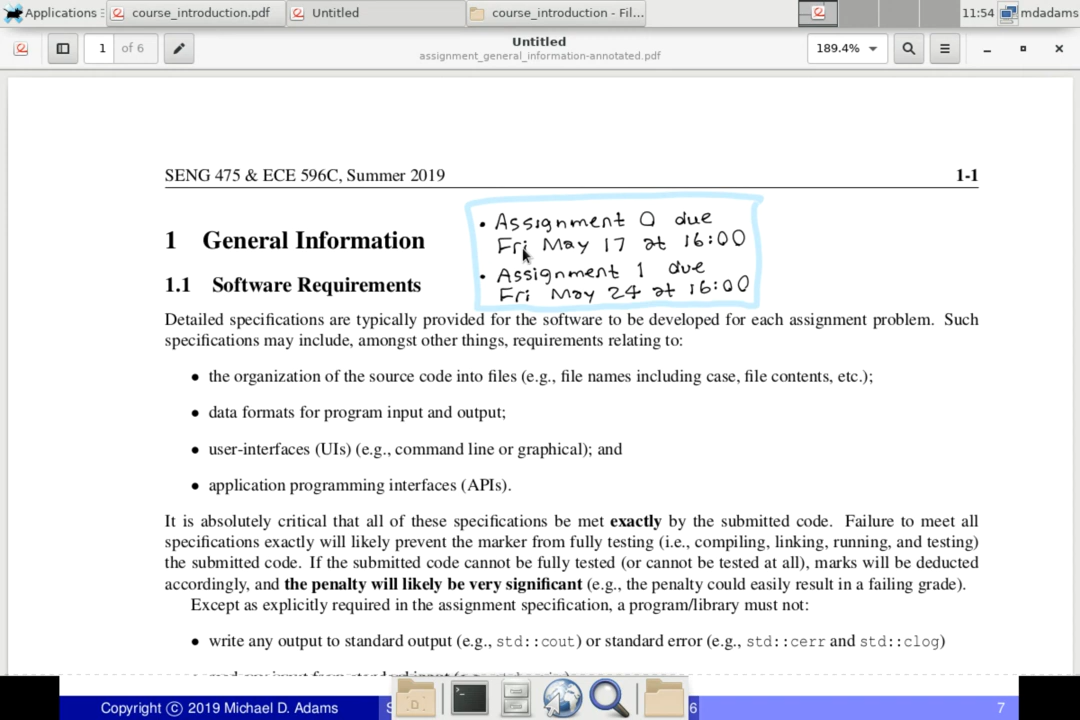 Applications
course_introduction.pdf
Untitled
course_introduction - Fil...
11:54
mdadams
1
of 6
Untitled
assignment_general_information-annotated.pdf
189.4%
SENG 475 & ECE 596C, Summer 2019
1-1
• Assignment 0 due
Fri May 17 at 16:00
• Assignment 1 due
Fri May 24 at 16:00
1 General Information
1.1 Software Requirements
Detailed specifications are typically provided for the software to be developed for each assignment problem. Such
specifications may include, amongst other things, requirements relating to:
• the organization of the source code into files (e.g., file names including case, file contents, etc.);
• data formats for program input and output;
• user-interfaces (UIs) (e.g., command line or graphical); and
• application programming interfaces (APIs).
It is absolutely critical that all of these specifications be met exactly by the submitted code. Failure to meet all
specifications exactly will likely prevent the marker from fully testing (i.e., compiling, linking, running, and testing)
the submitted code. If the submitted code cannot be fully tested (or cannot be tested at all), marks will be deducted
accordingly, and the penalty will likely be very significant (e.g., the penalty could easily result in a failing grade).
Except as explicitly required in the assignment specification, a program/library must not:
• write any output to standard output (e.g., std::cout) or standard error (e.g., std::cerr and std::clog)
Copyright © 2019 Michael D. Adams
S
6
7